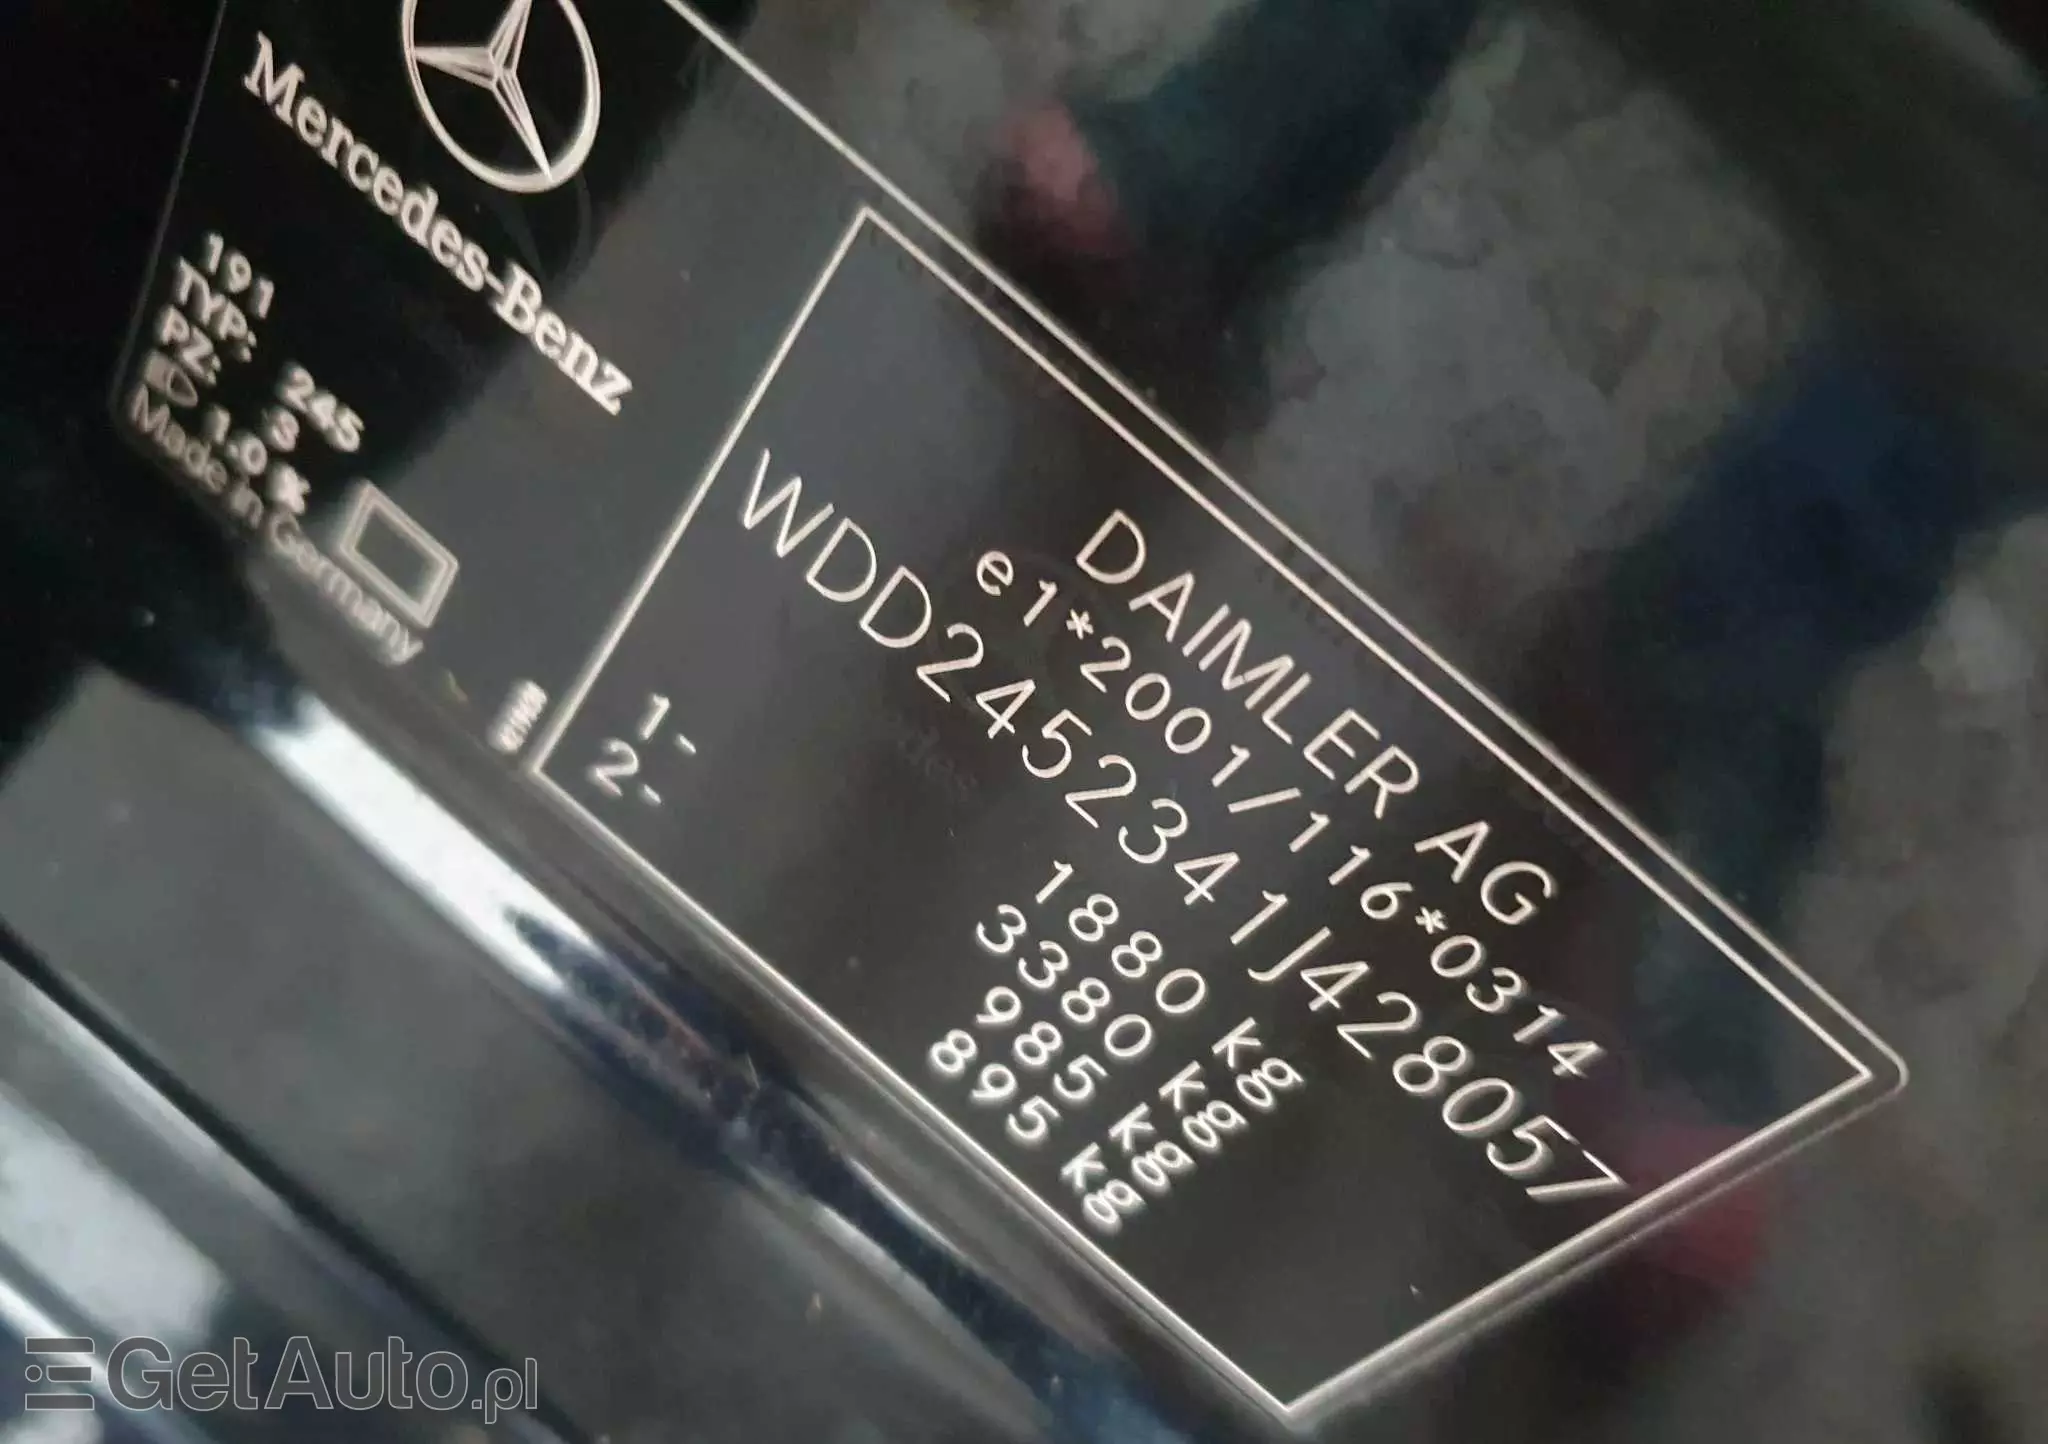 Mercedes-Benz
191
TYP: 245
PZ: 3
1.0 %
Made in Germany
DAIMLER AG
e1*2001/116*0314
WDD2452341J428057
1880 kg
3380 kg
1- 985 kg
2- 895 kg
GetAuto.pl